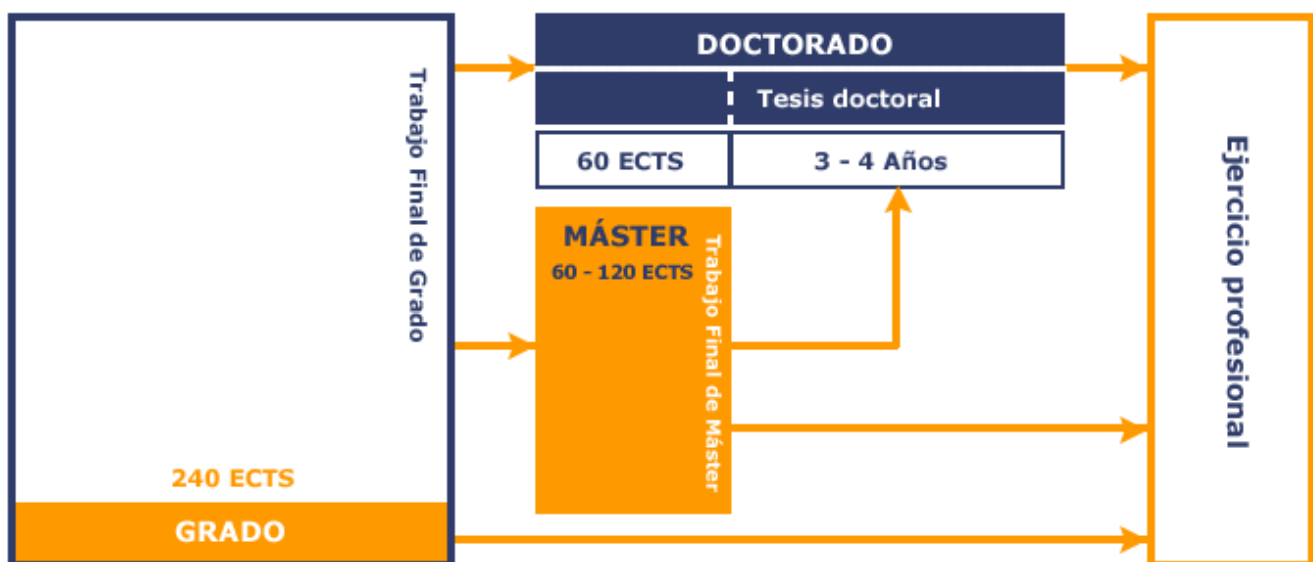 Trabajo Final de Grado
240 ECTS
GRADO
DOCTORADO
Tesis doctoral
60 ECTS
3 - 4 Años
MÁSTER
60 - 120 ECTS
Trabajo Final de Máster
Ejercicio profesional